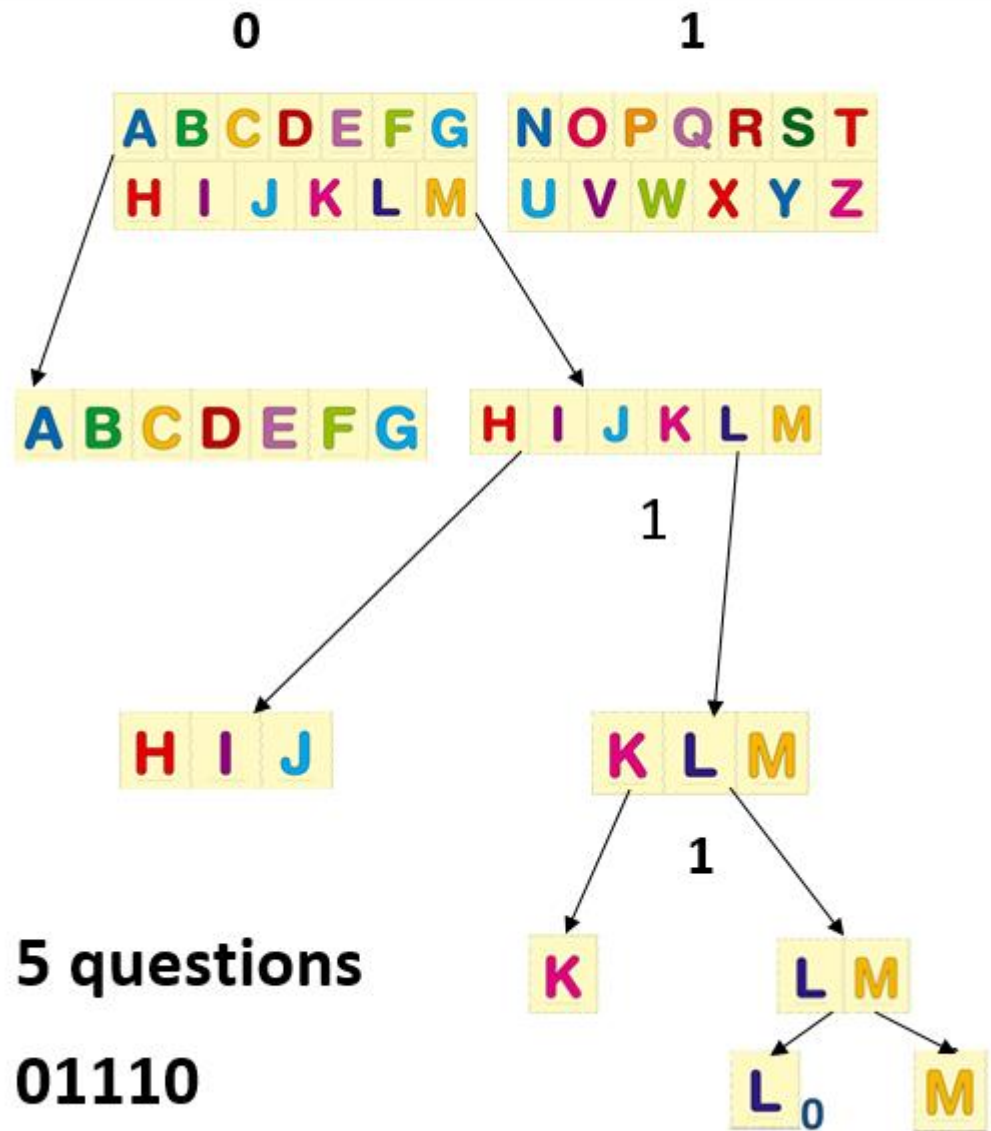 0 1
A B C D E F G N O P Q R S T
H I J K L M U V W X Y Z
A B C D E F G H I J K L M
1
H I J K L M
1
5 questions K L M
01110 L 0 M